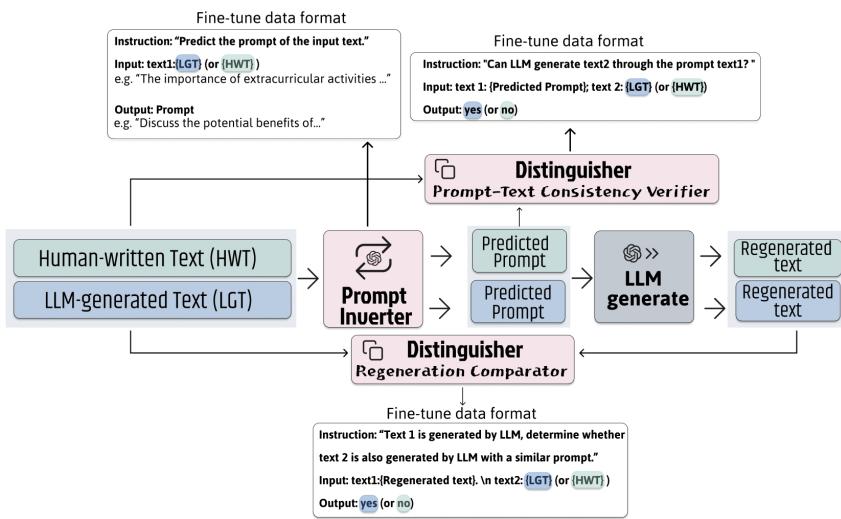 Fine-tune data format
Instruction: “Predict the prompt of the input text.”
Input: text1:{LGT} (or {HWT} )
e.g. “The importance of extracurricular activities ...”
Output: Prompt
e.g. “Discuss the potential benefits of...”
Fine-tune data format
Instruction: "Can LLM generate text2 through the prompt text1? "
Input: text 1: {Predicted Prompt}; text 2: {LGT} (or {HWT})
Output: yes (or no)
Distinguisher
Prompt-Text Consistency Verifier
Human-written Text (HWT)
LLM-generated Text (LGT)
Prompt
Inverter
Predicted
Prompt
Predicted
Prompt
LLM
generate
Regenerated
text
Regenerated
text
Distinguisher
Regeneration Comparator
Fine-tune data format
Instruction: “Text 1 is generated by LLM, determine whether
text 2 is also generated by LLM with a similar prompt.”
Input: text1:{Regenerated text}. \n text2: {LGT} (or {HWT} )
Output: yes (or no)